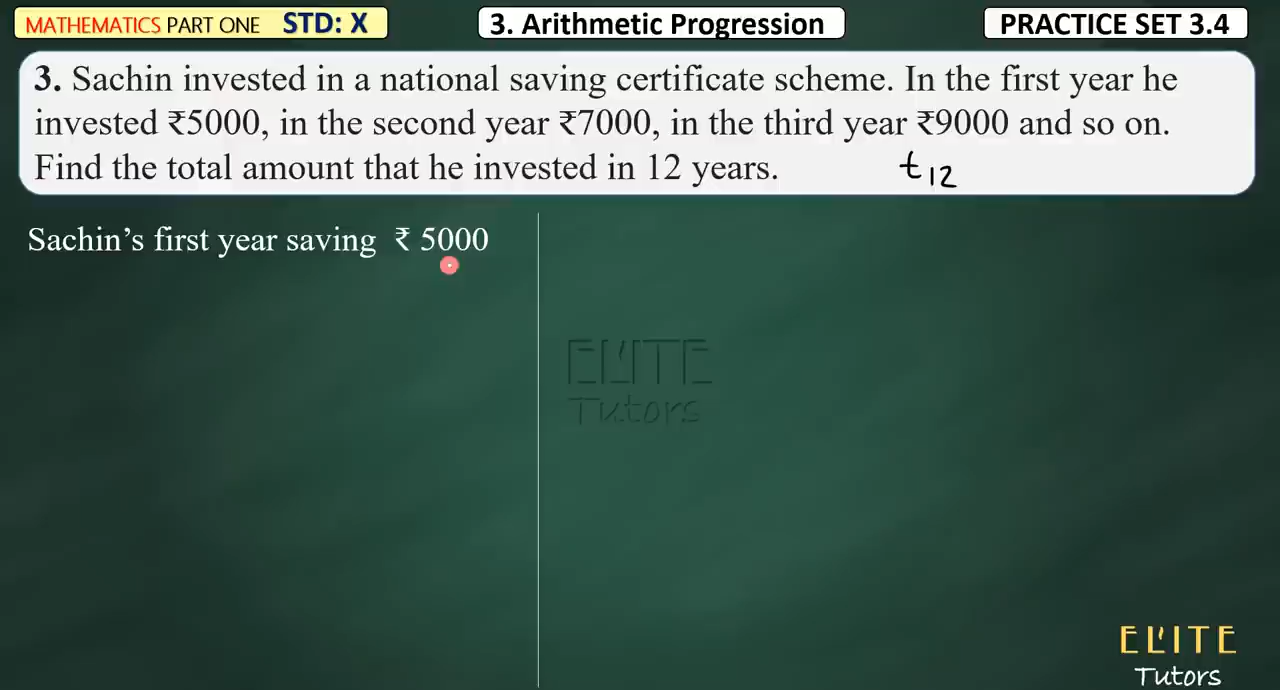 MATHEMATICS PART ONE STD: X
3. Arithmetic Progression
PRACTICE SET 3.4
3. Sachin invested in a national saving certificate scheme. In the first year he
invested ₹5000, in the second year ₹7000, in the third year ₹9000 and so on.
Find the total amount that he invested in 12 years.
t12
Sachin’s first year saving ₹ 5000
ELITE
Tutors
ELITE
Tutors